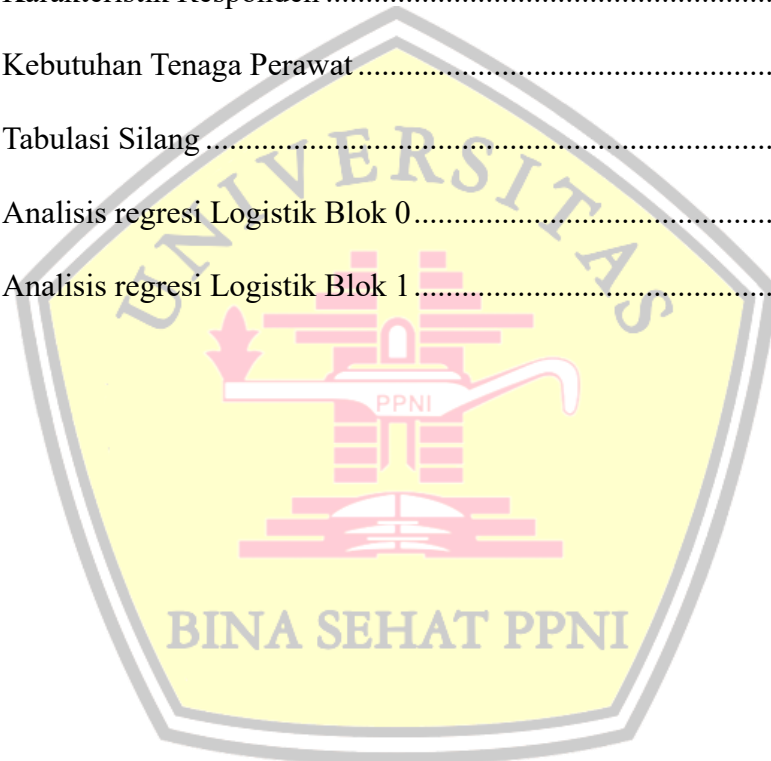 Karakteristik Responden ........................................................
Kebutuhan Tenaga Perawat ....................................................
Tabulasi Silang .......................................................................
Analisis regresi Logistik Blok 0.............................................
Analisis regresi Logistik Blok 1 .............................................
UNIVERSITAS
PPNI
BINA SEHAT PPNI